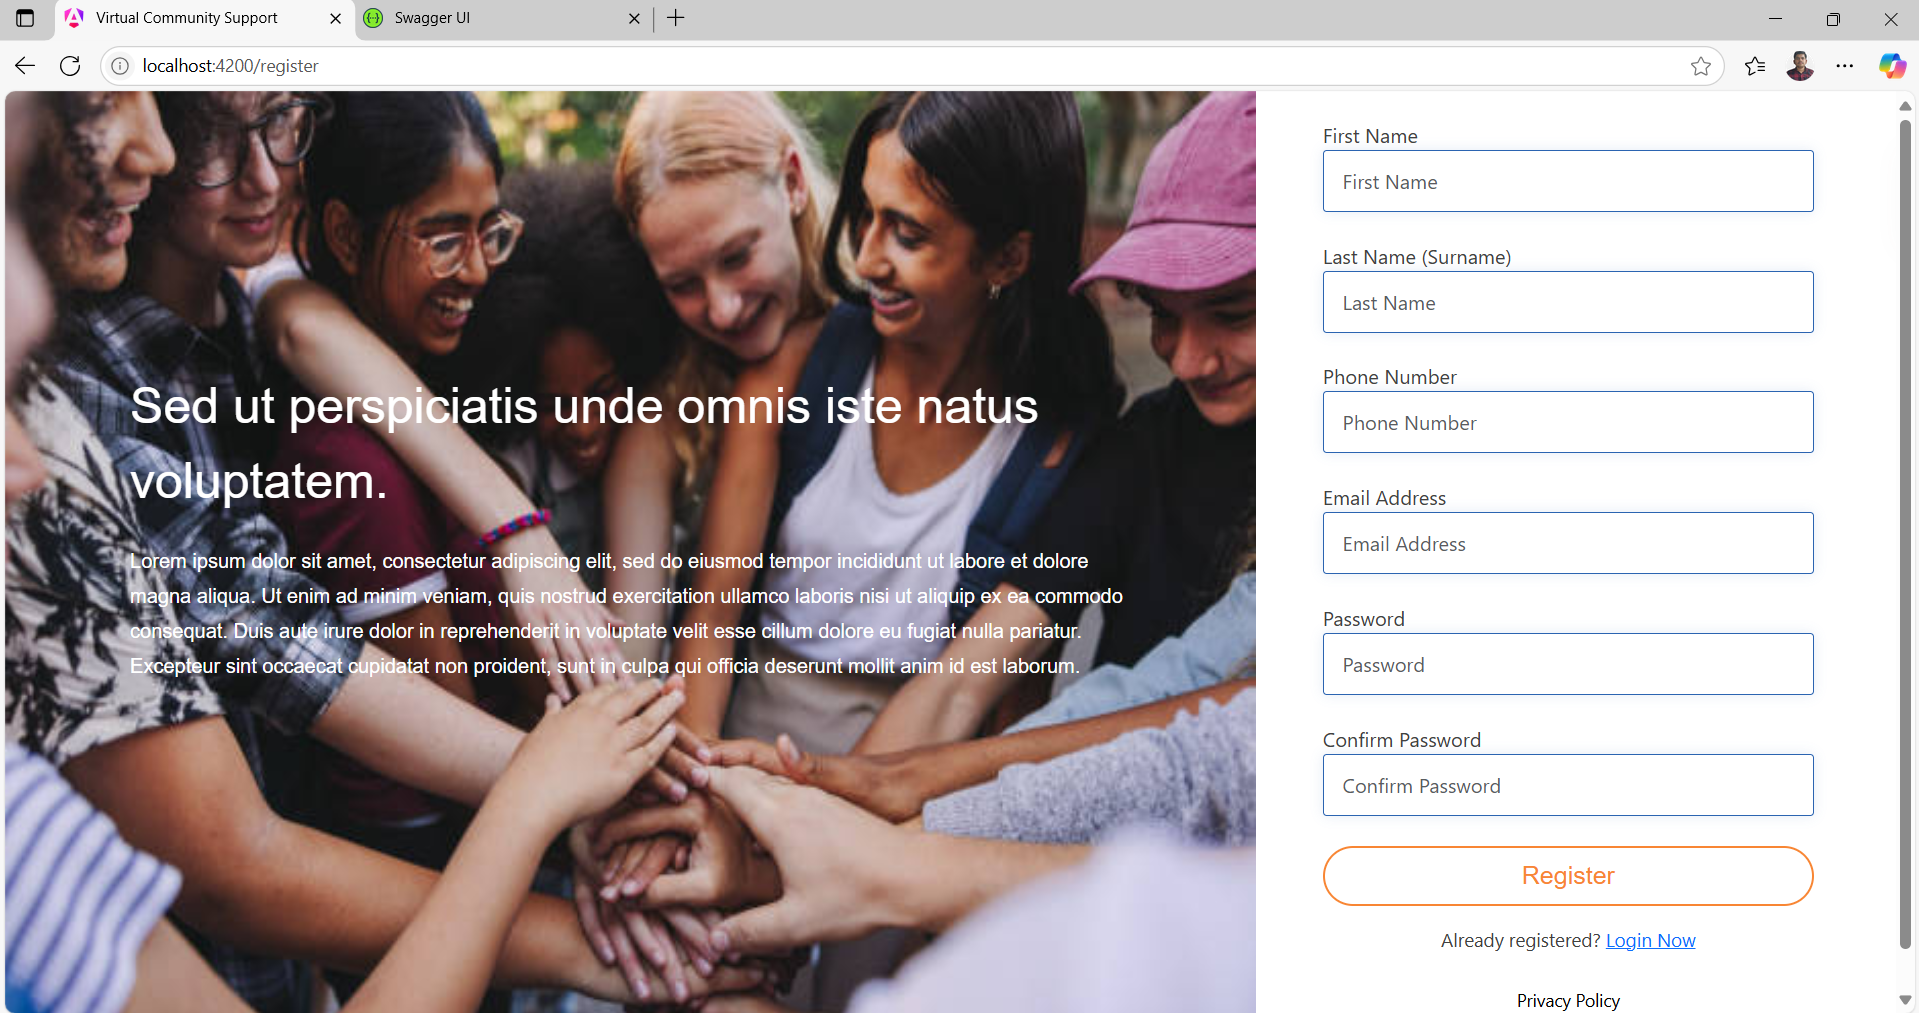 Virtual Community Support
Swagger UI
localhost:4200/register
Sed ut perspiciatis unde omnis iste natus
voluptatem.
Lorem ipsum dolor sit amet, consectetur adipiscing elit, sed do eiusmod tempor incididunt ut labore et dolore
magna aliqua. Ut enim ad minim veniam, quis nostrud exercitation ullamco laboris nisi ut aliquip ex ea commodo
consequat. Duis aute irure dolor in reprehenderit in voluptate velit esse cillum dolore eu fugiat nulla pariatur.
Excepteur sint occaecat cupidatat non proident, sunt in culpa qui officia deserunt mollit anim id est laborum.
First Name
First Name
Last Name (Surname)
Last Name
Phone Number
Phone Number
Email Address
Email Address
Password
Password
Confirm Password
Confirm Password
Register
Already registered? Login Now
Privacy Policy